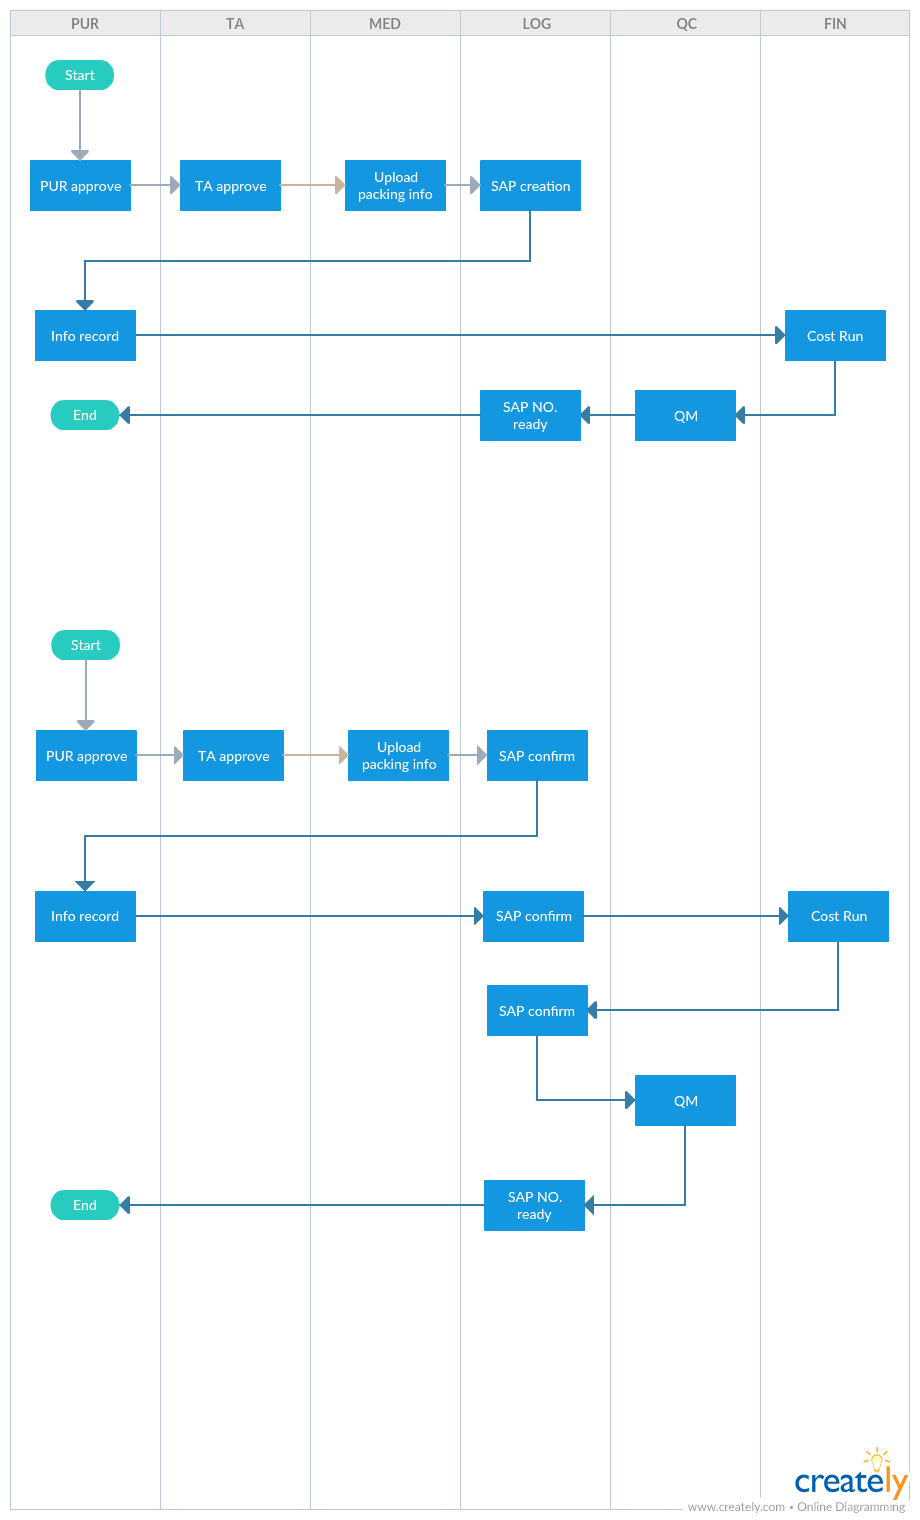 PUR TA MED LOG QC FIN
Start
PUR approve TA approve Upload packing info SAP creation
Info record Cost Run
End SAP NO. ready QM
Start
PUR approve TA approve Upload packing info SAP confirm
Info record SAP confirm Cost Run
SAP confirm
QM
End SAP NO. ready
creately
www.creately.com • Online Diagramming